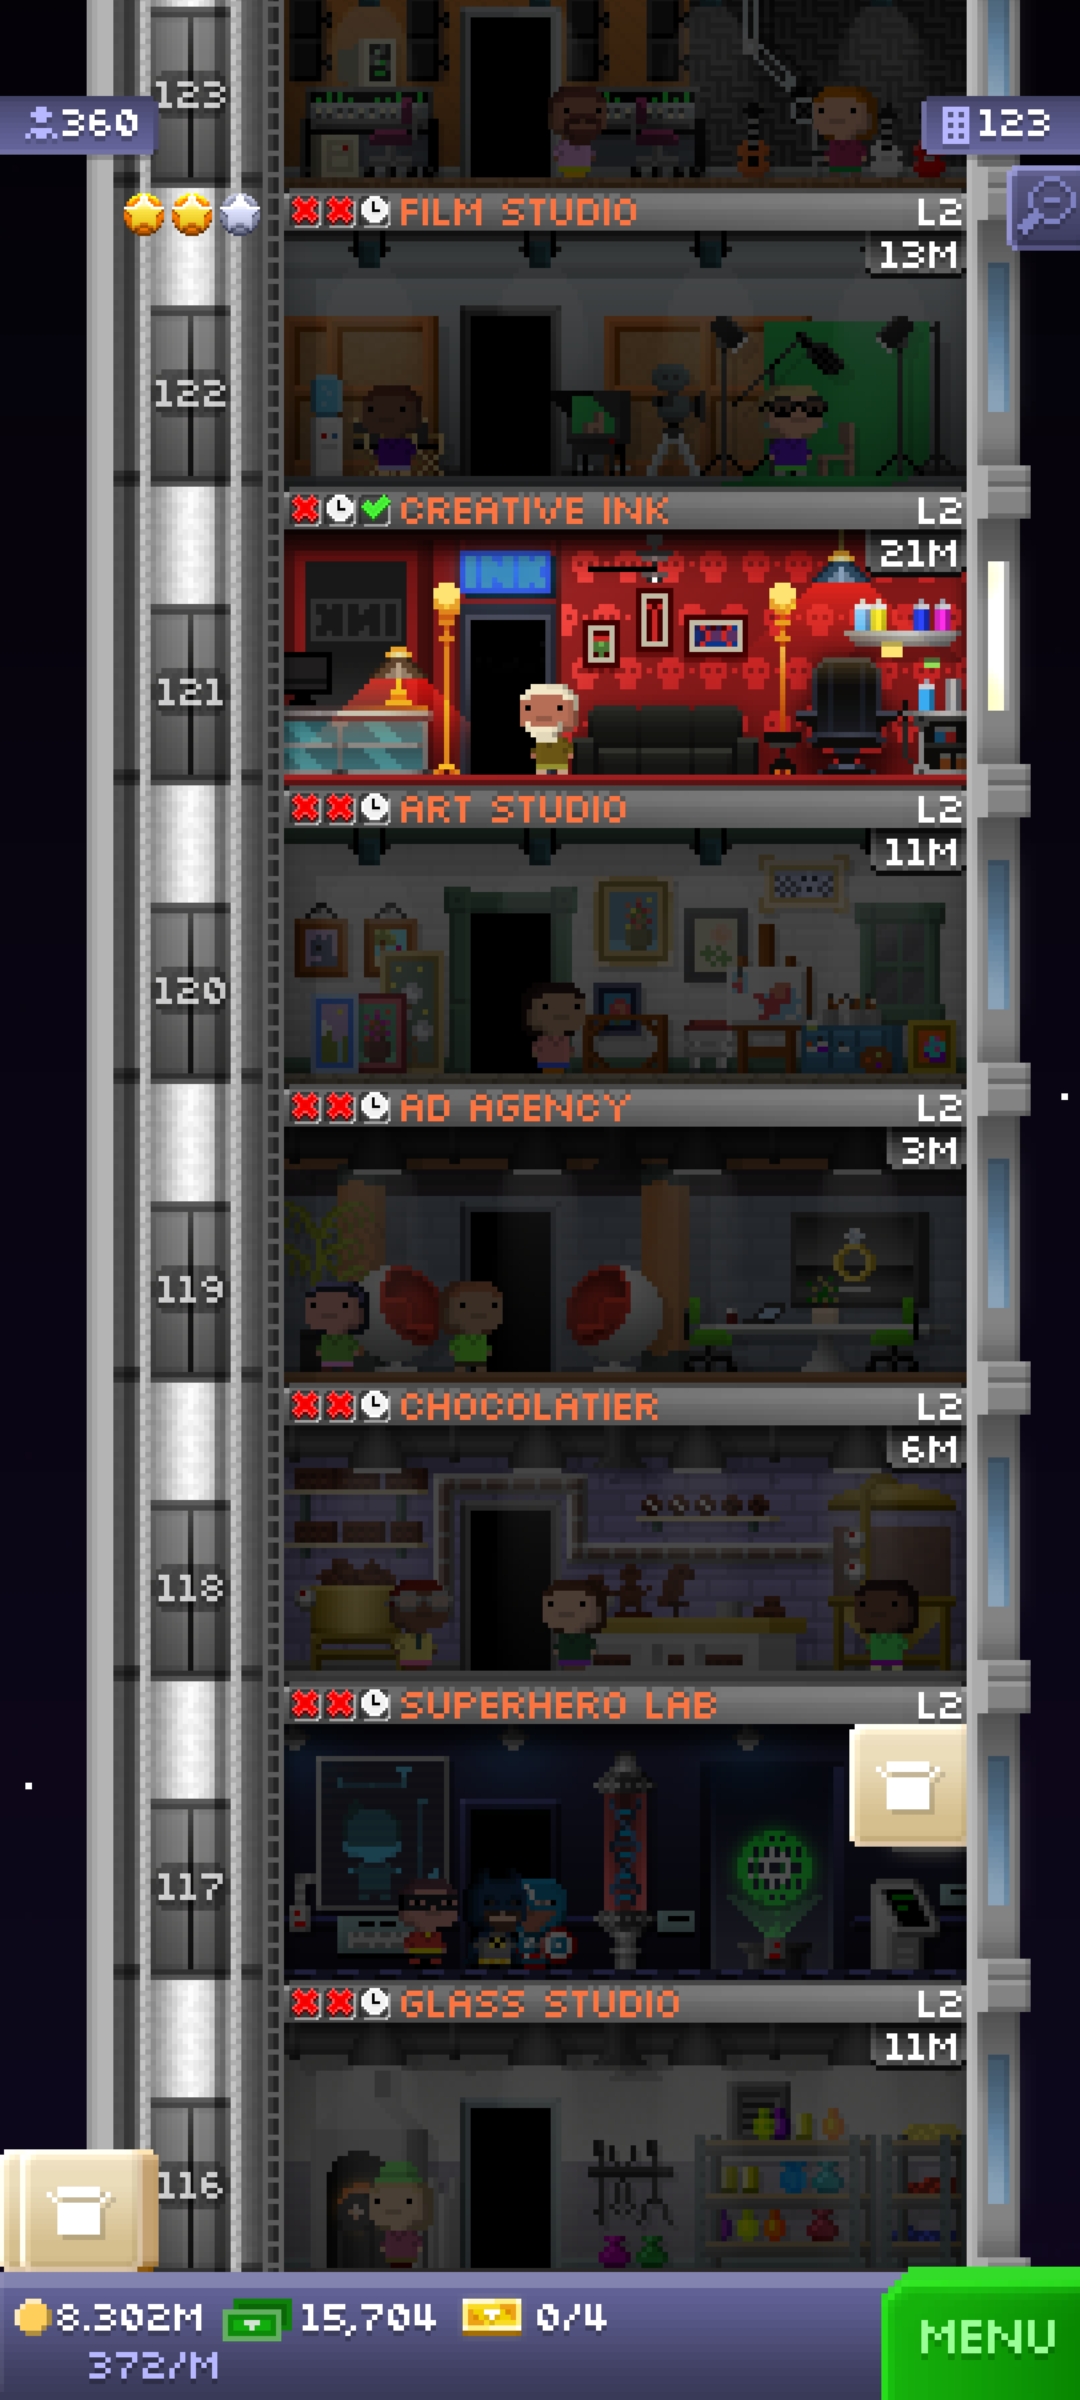 123
360
123
FILM STUDIO L2
13M
122
CREATIVE INK L2
21M
INK
INK
121
ART STUDIO L2
11M
120
AD AGENCY L2
3M
119
CHOCOLATIER L2
6M
118
SUPERHERO LAB L2
117
GLASS STUDIO L2
11M
116
8.302M 15,704 0/4
372/M
MENU